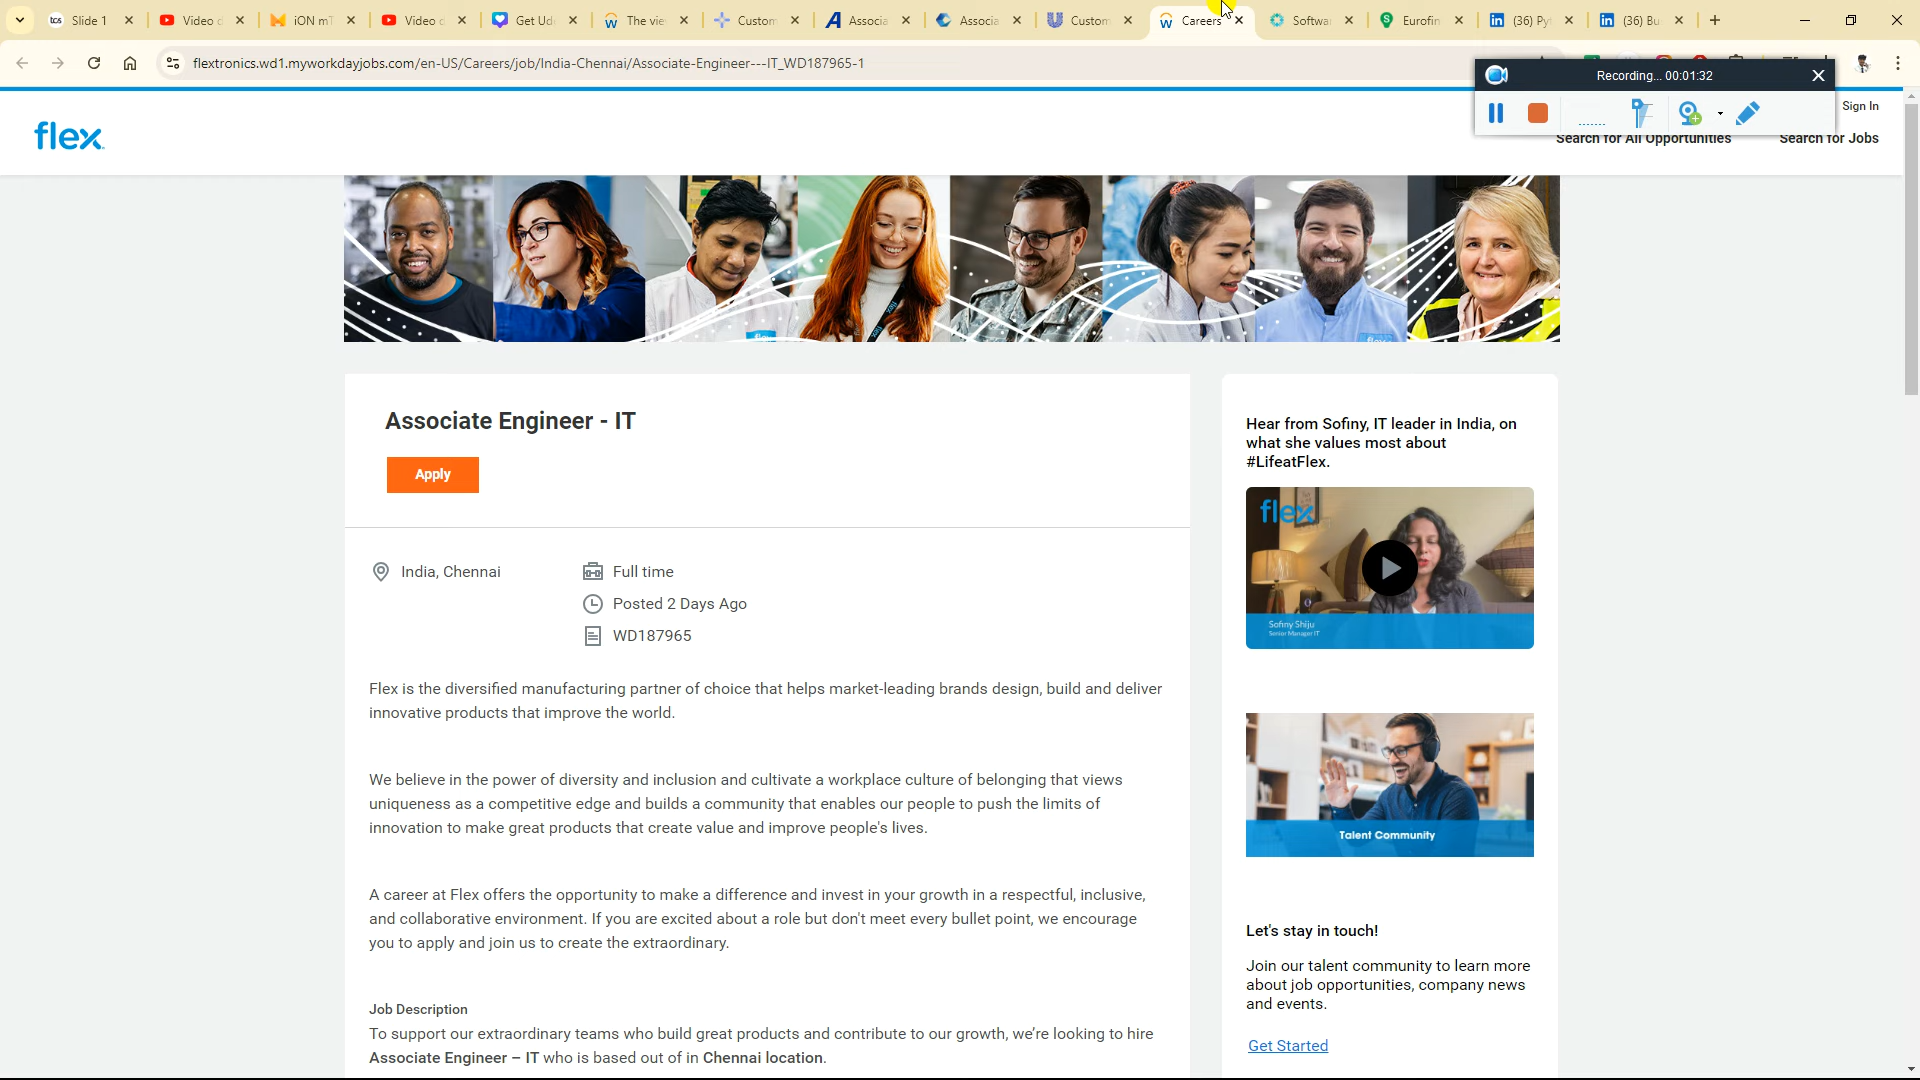 tcs Slide 1
Video d
iON mT
Video d
Get Ud
The vie
Custom
Associa
Associa
Custom
Careers
Softwa
Eurofin
(36) Py
(36) Bu
flextronics.wd1.myworkdayjobs.com/en-US/Careers/job/India-Chennai/Associate-Engineer---IT_WD187965-1
Recording... 00:01:32
Sign In
flex
Search for All Opportunities
Search for Jobs
Associate Engineer - IT
Apply
India, Chennai
Full time
Posted 2 Days Ago
WD187965
Flex is the diversified manufacturing partner of choice that helps market-leading brands design, build and deliver
innovative products that improve the world.
We believe in the power of diversity and inclusion and cultivate a workplace culture of belonging that views
uniqueness as a competitive edge and builds a community that enables our people to push the limits of
innovation to make great products that create value and improve people's lives.
A career at Flex offers the opportunity to make a difference and invest in your growth in a respectful, inclusive,
and collaborative environment. If you are excited about a role but don't meet every bullet point, we encourage
you to apply and join us to create the extraordinary.
Job Description
To support our extraordinary teams who build great products and contribute to our growth, we’re looking to hire
Associate Engineer – IT who is based out of in Chennai location.
Hear from Sofiny, IT leader in India, on
what she values most about
#LifeatFlex.
flex
Sofiny Shiju
Senior Manager IT
Talent Community
Let's stay in touch!
Join our talent community to learn more
about job opportunities, company news
and events.
Get Started